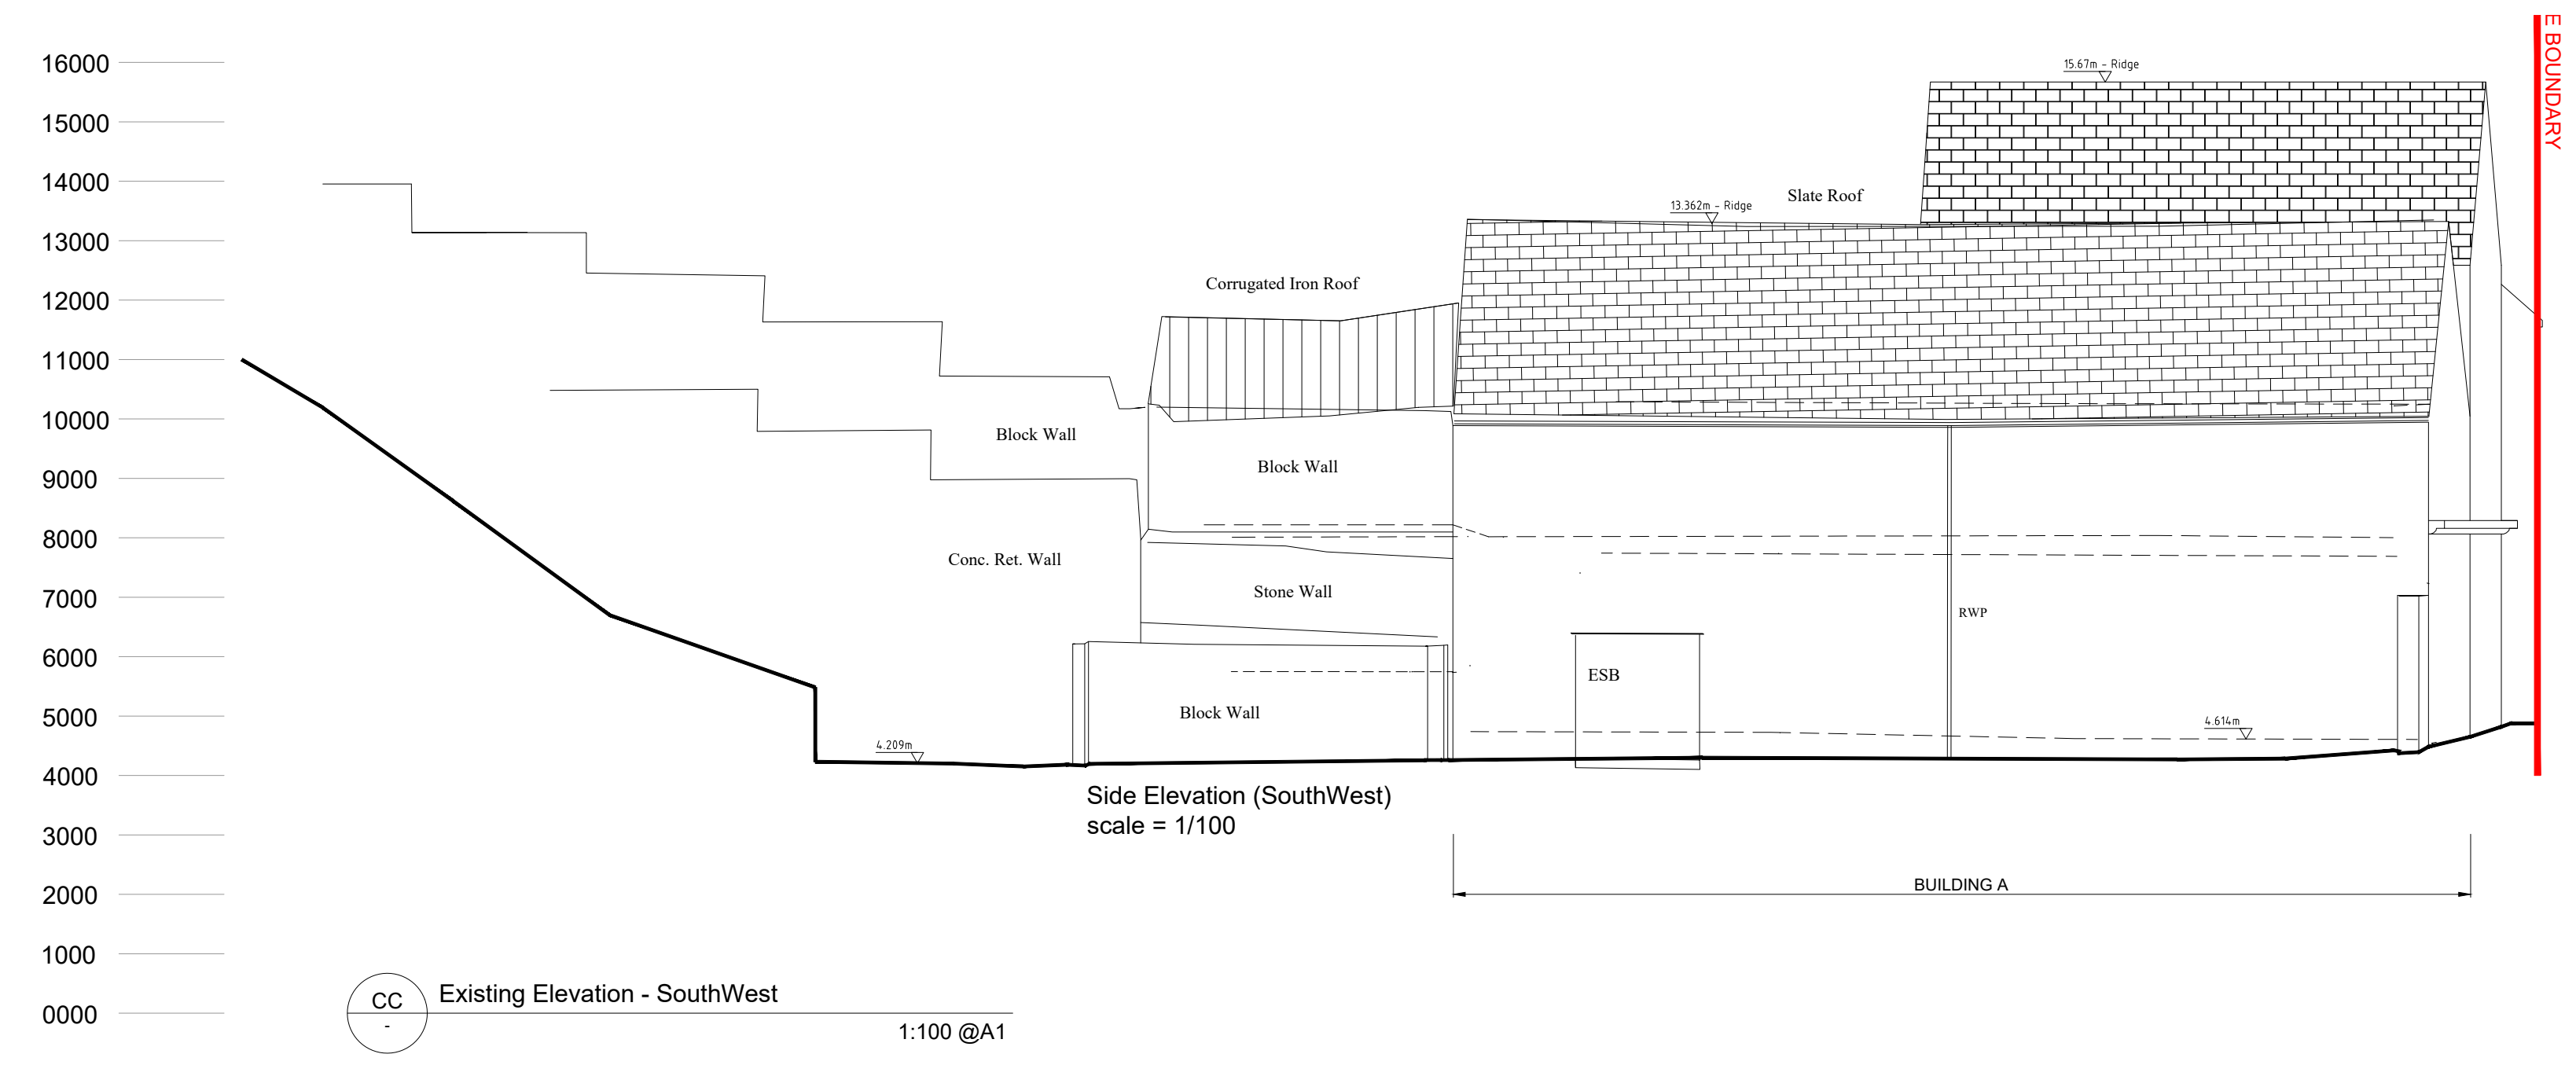 E BOUNDARY
16000
15.67m - Ridge
15000
14000
Slate Roof
13.362m - Ridge
13000
Corrugated Iron Roof
12000
11000
10000
Block Wall
Block Wall
9000
8000
Conc. Ret. Wall
Stone Wall
7000
RWP
6000
ESB
Block Wall
5000
4.614m
4.209m
4000
Side Elevation (SouthWest)
scale = 1/100
3000
BUILDING A
2000
1000
CC
Existing Elevation - SouthWest
0000
-
1:100 @A1